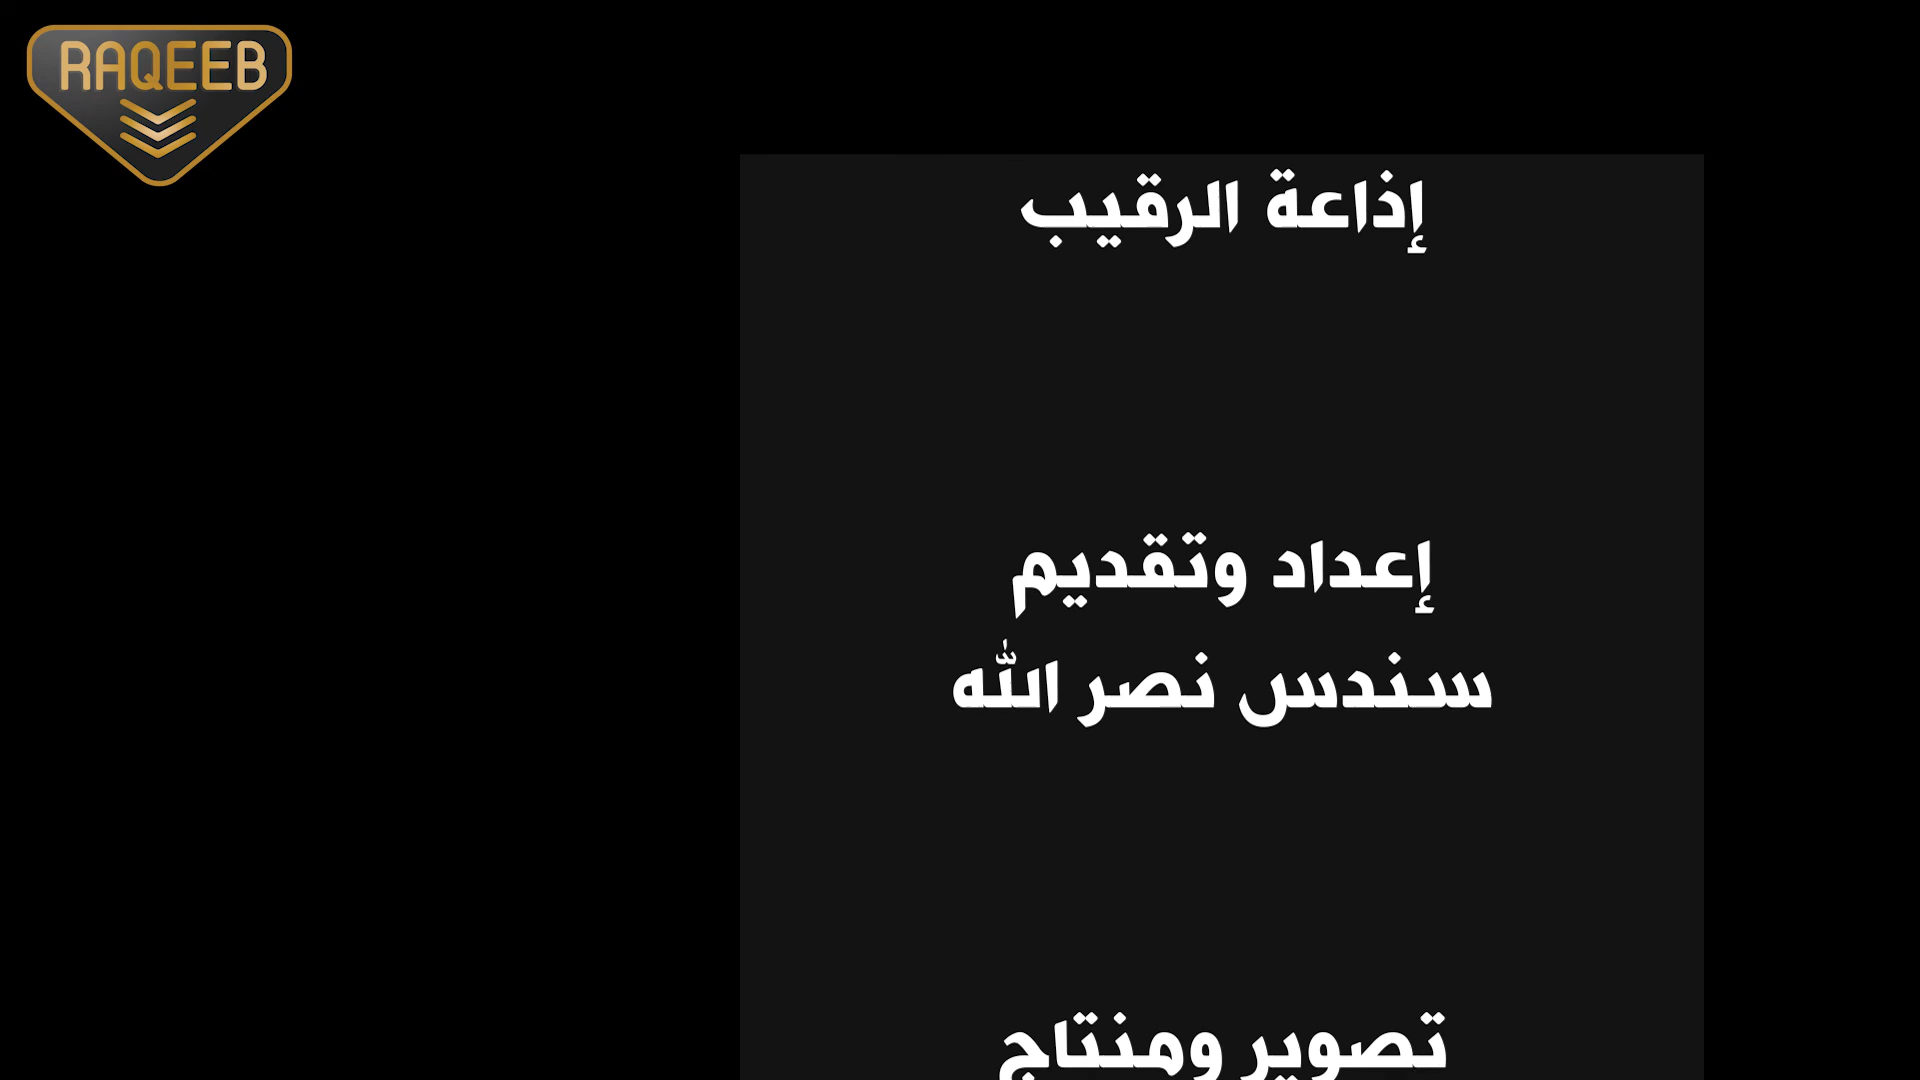 RAQEEB
إذاعة الرقيب
إعداد وتقديم
سندس نصر الله
تصوير ومنتاج